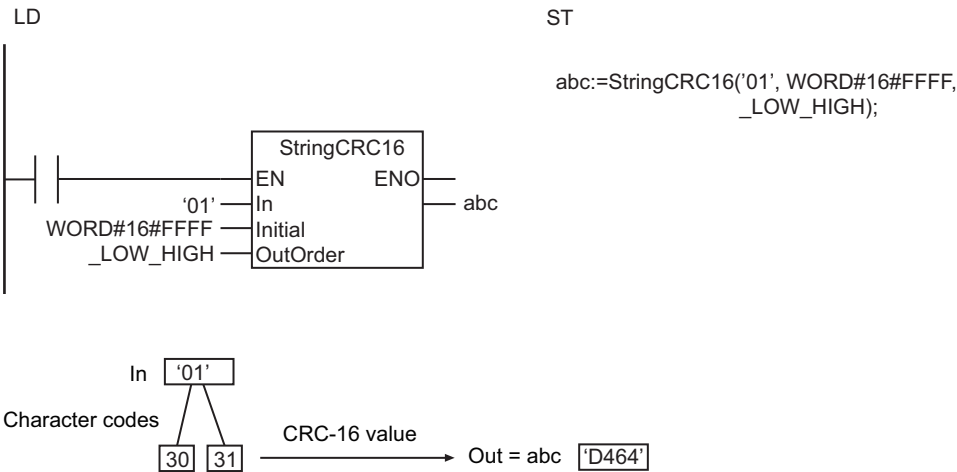 LD
ST
abc:=StringCRC16('01', WORD#16#FFFF,
_LOW_HIGH);
StringCRC16
EN ENO
‘01’ In abc
WORD#16#FFFF Initial
_LOW_HIGH OutOrder
In ‘01’
Character codes
30 31 CRC-16 value Out = abc 'D464'